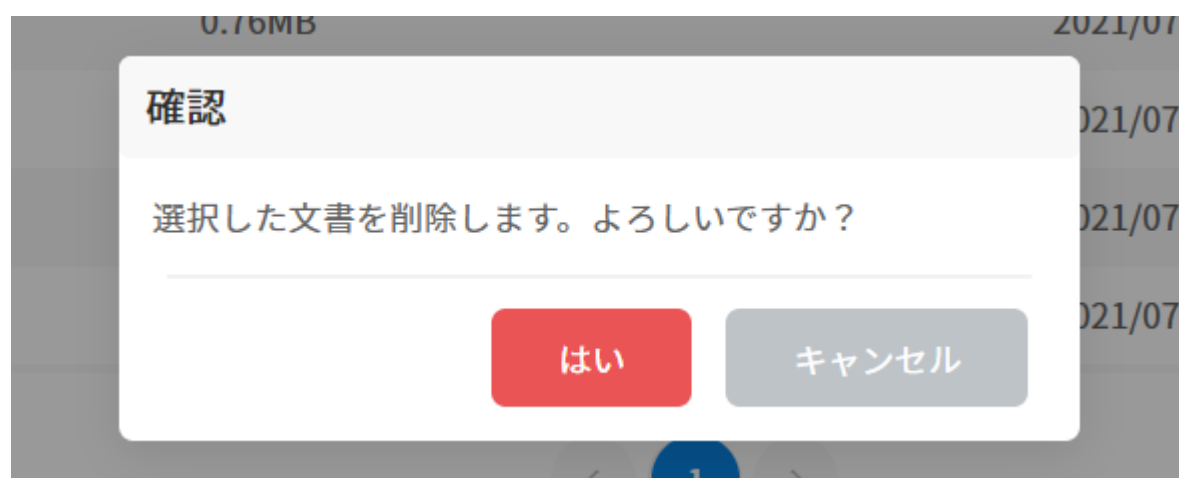 0.76MB 2021/07
確認
021/07
選択した文書を削除します。よろしいですか？
021/07
021/07
はい キャンセル
< 1 >